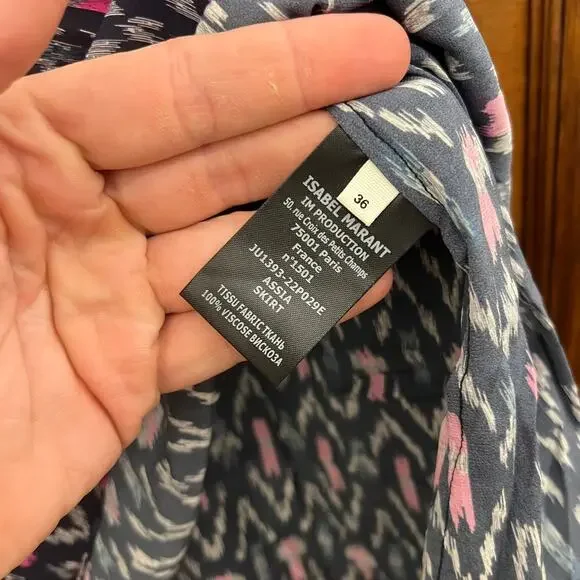 36
ISABEL MARANT
IM PRODUCTION
50, rue Croix des Petits Champs
75001 Paris
France
n°1501
JU1393-22P029E
ASSIA
SKIRT
TISSU FABRIC ТКАНЬ
100% VISCOSE ВИСКОЗА